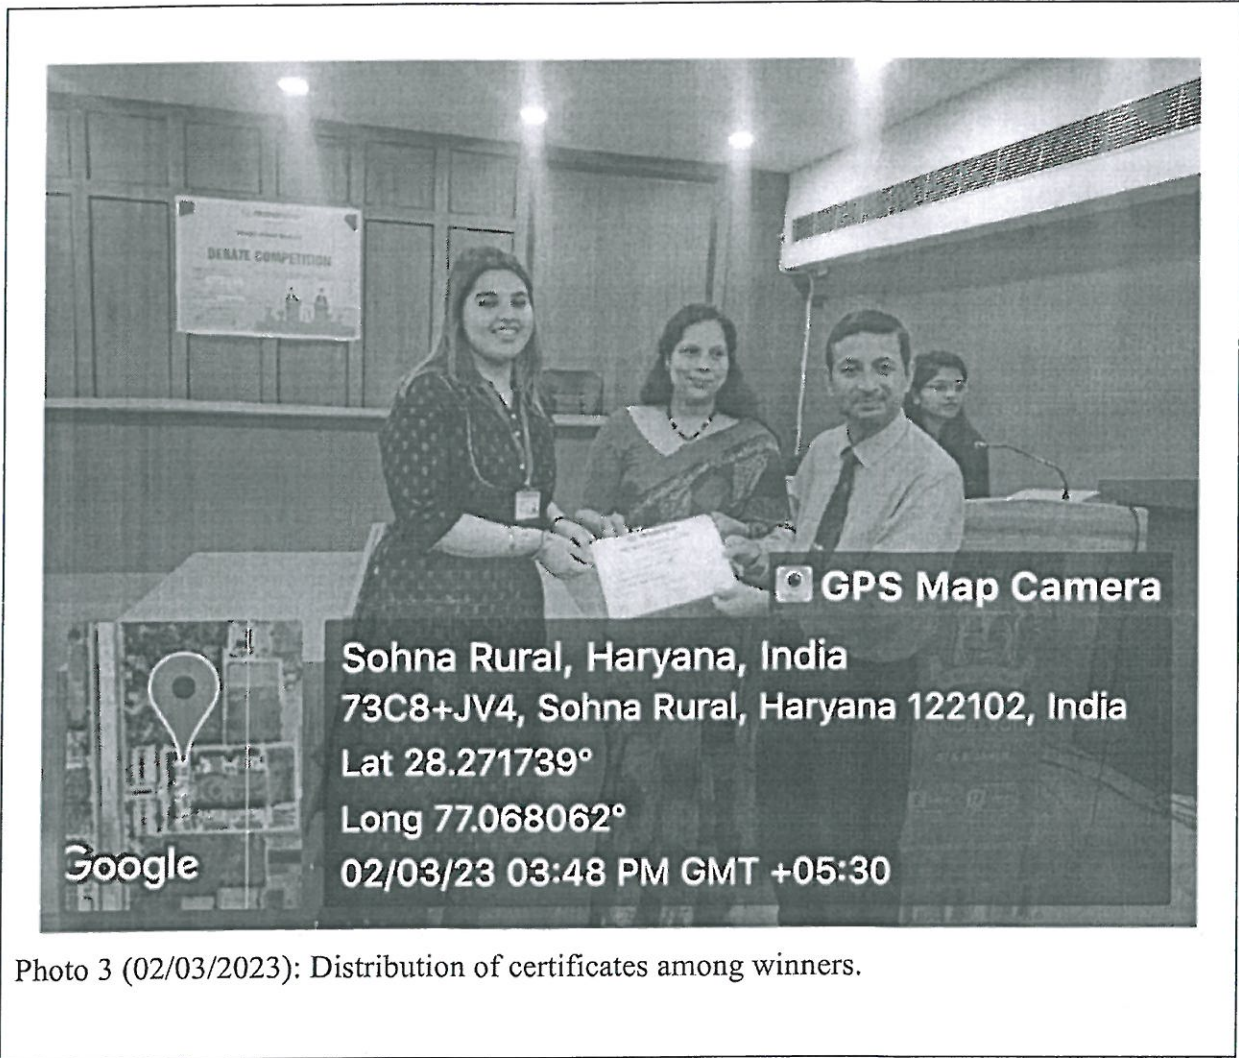 DEBATE COMPETITION
GPS Map Camera
Sohna Rural, Haryana, India
73C8+JV4, Sohna Rural, Haryana 122102, India
Lat 28.271739°
Long 77.068062°
02/03/23 03:48 PM GMT +05:30
Google
Photo 3 (02/03/2023): Distribution of certificates among winners.